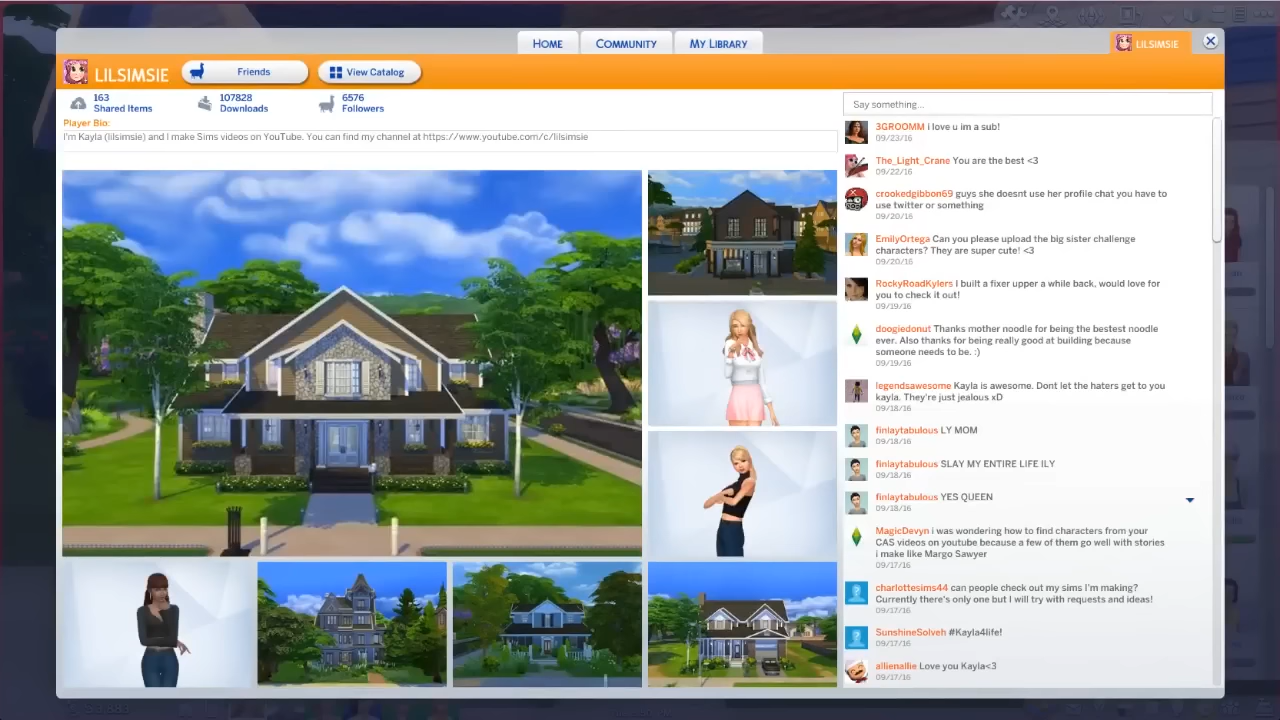 HOME
COMMUNITY
MY LIBRARY
LILSIMSIE
LILSIMSIE
Friends
View Catalog
163
Shared Items
107828
Downloads
6576
Followers
Player Bio:
I'm Kayla (lilsimsie) and I make Sims videos on YouTube. You can find my channel at https://www.youtube.com/c/lilsimsie
Say something...
3GROOMM i love u im a sub!
09/23/16
The_Light_Crane You are the best <3
09/22/16
crookedgibbon69 guys she doesnt use her profile chat you have to
use twitter or something
09/20/16
EmilyOrtega Can you please upload the big sister challenge
characters? They are super cute! <3
09/20/16
RockyRoadKylers I built a fixer upper a while back, would love for
you to check it out!
09/19/16
doogiedonut Thanks mother noodle for being the bestest noodle
ever. Also thanks for being really good at building because
someone needs to be. :)
09/19/16
legendsawesome Kayla is awesome. Dont let the haters get to you
kayla. They're just jealous xD
09/18/16
finlaytabulous LY MOM
09/18/16
finlaytabulous SLAY MY ENTIRE LIFE ILY
09/18/16
finlaytabulous YES QUEEN
09/18/16
MagicDevyn i was wondering how to find characters from your
CAS videos on youtube because a few of them go well with stories
i make like Margo Sawyer
09/17/16
charlottesims44 can people check out my sims I'm making?
Currently there's only one but I will try with requests and ideas!
09/17/16
SunshineSolveh #Kayla4life!
09/17/16
allienallie Love you Kayla<3
09/17/16